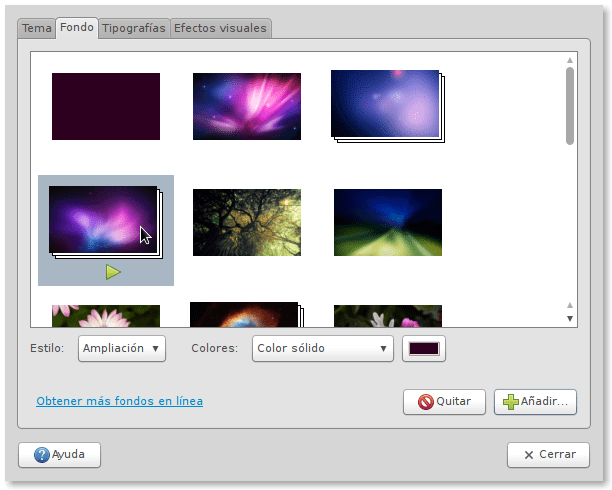 Tema Fondo Tipografías Efectos visuales
Estilo: Ampliación Colores: Color sólido
Obtener más fondos en línea Quitar Añadir...
Ayuda Cerrar